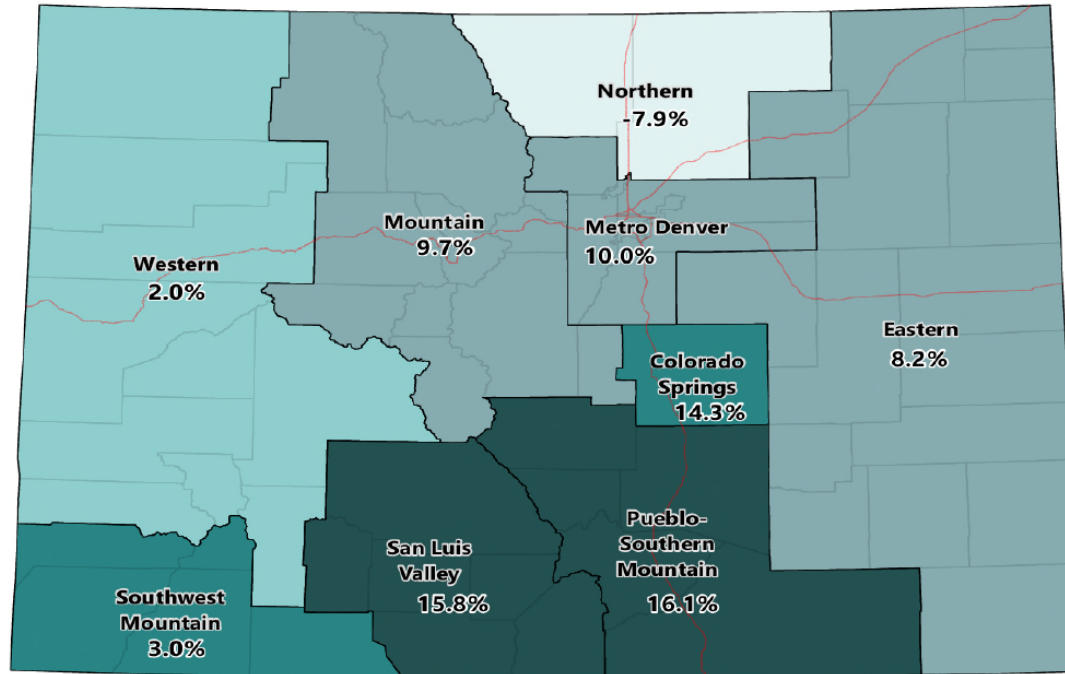 Northern
-7.9%
Mountain
9.7%
Metro Denver
10.0%
Western
2.0%
Eastern
8.2%
Colorado
Springs
14.3%
San Luis
Valley
15.8%
Pueblo-
Southern
Mountain
16.1%
Southwest
Mountain
3.0%